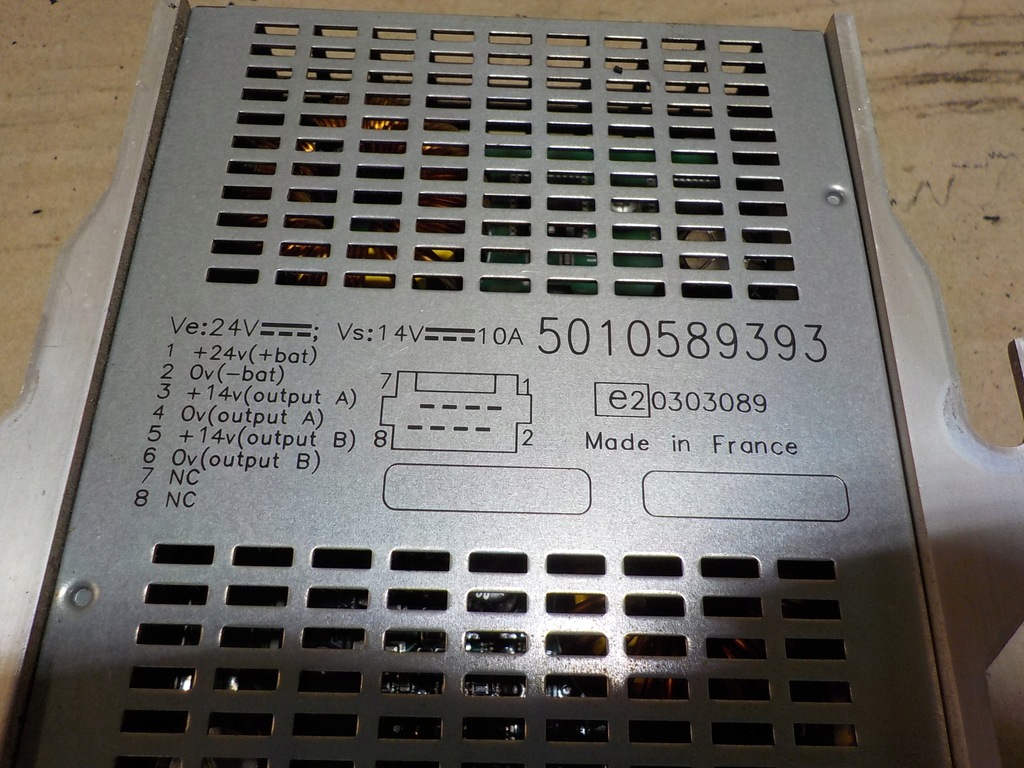 Ve:24V; Vs:14V 10A 5010589393
1 +24v(+bat)
2 0v(-bat)
3 +14v(output A)
4 0v(output A)
5 +14v(output B)
6 0v(output B)
7 NC
8 NC
7 1
8 2
e2 0303089
Made in France